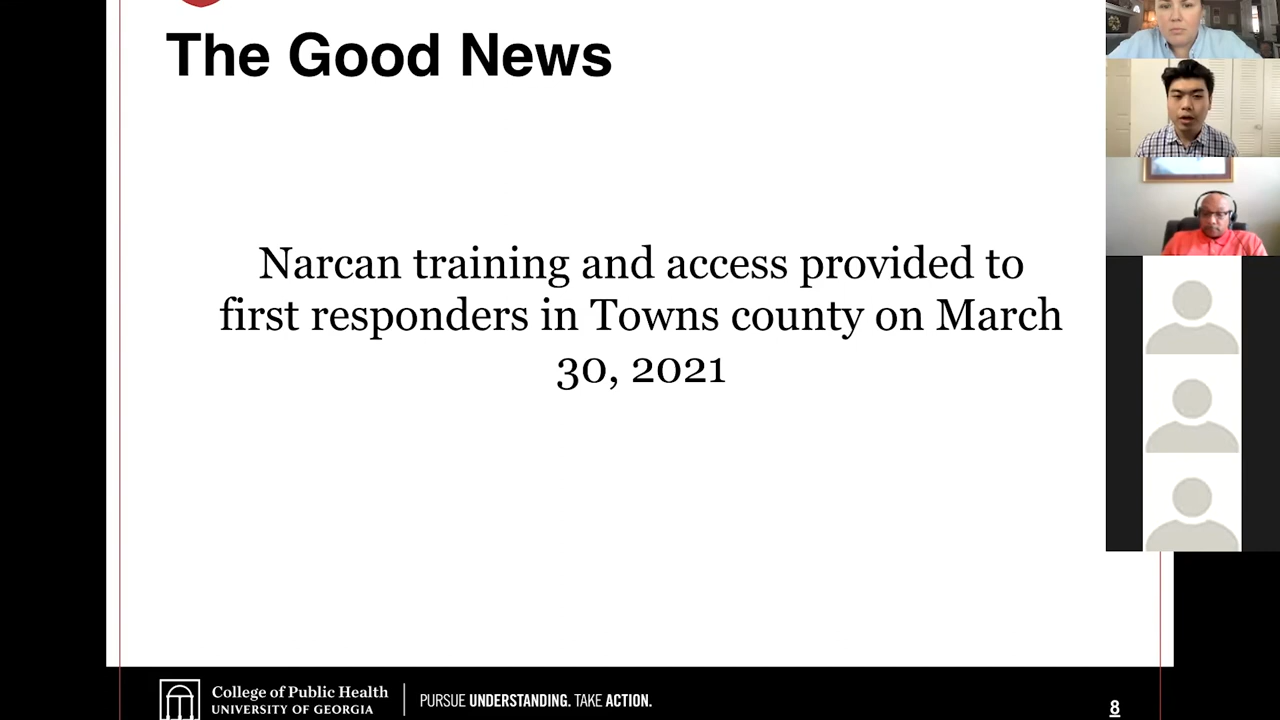 The Good News
Narcan training and access provided to
first responders in Towns county on March
30, 2021
College of Public Health
UNIVERSITY OF GEORGIA
PURSUE UNDERSTANDING. TAKE ACTION.
8